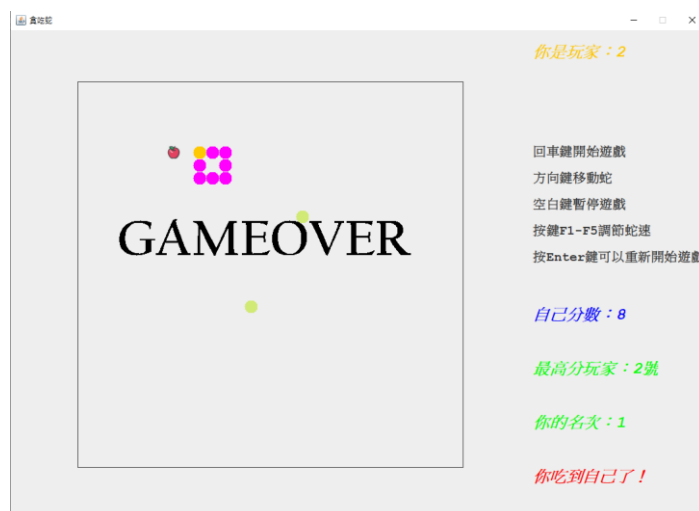 貪吃蛇
你是玩家：2
回車鍵開始遊戲
方向鍵移動蛇
空白鍵暫停遊戲
按鍵F1-F5調節蛇速
按Enter鍵可以重新開始遊戲
GAMEOVER
自己分數：8
最高分玩家：2號
你的名次：1
你吃到自己了！